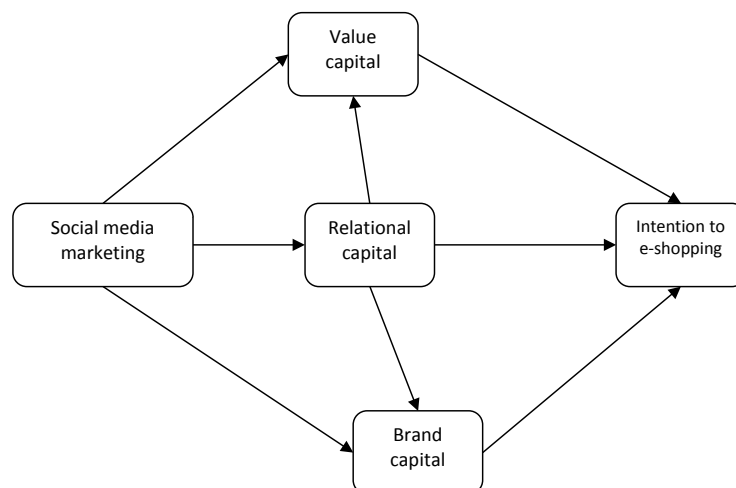 Value
capital
Social media
marketing
Relational
capital
Intention to
e-shopping
Brand
capital